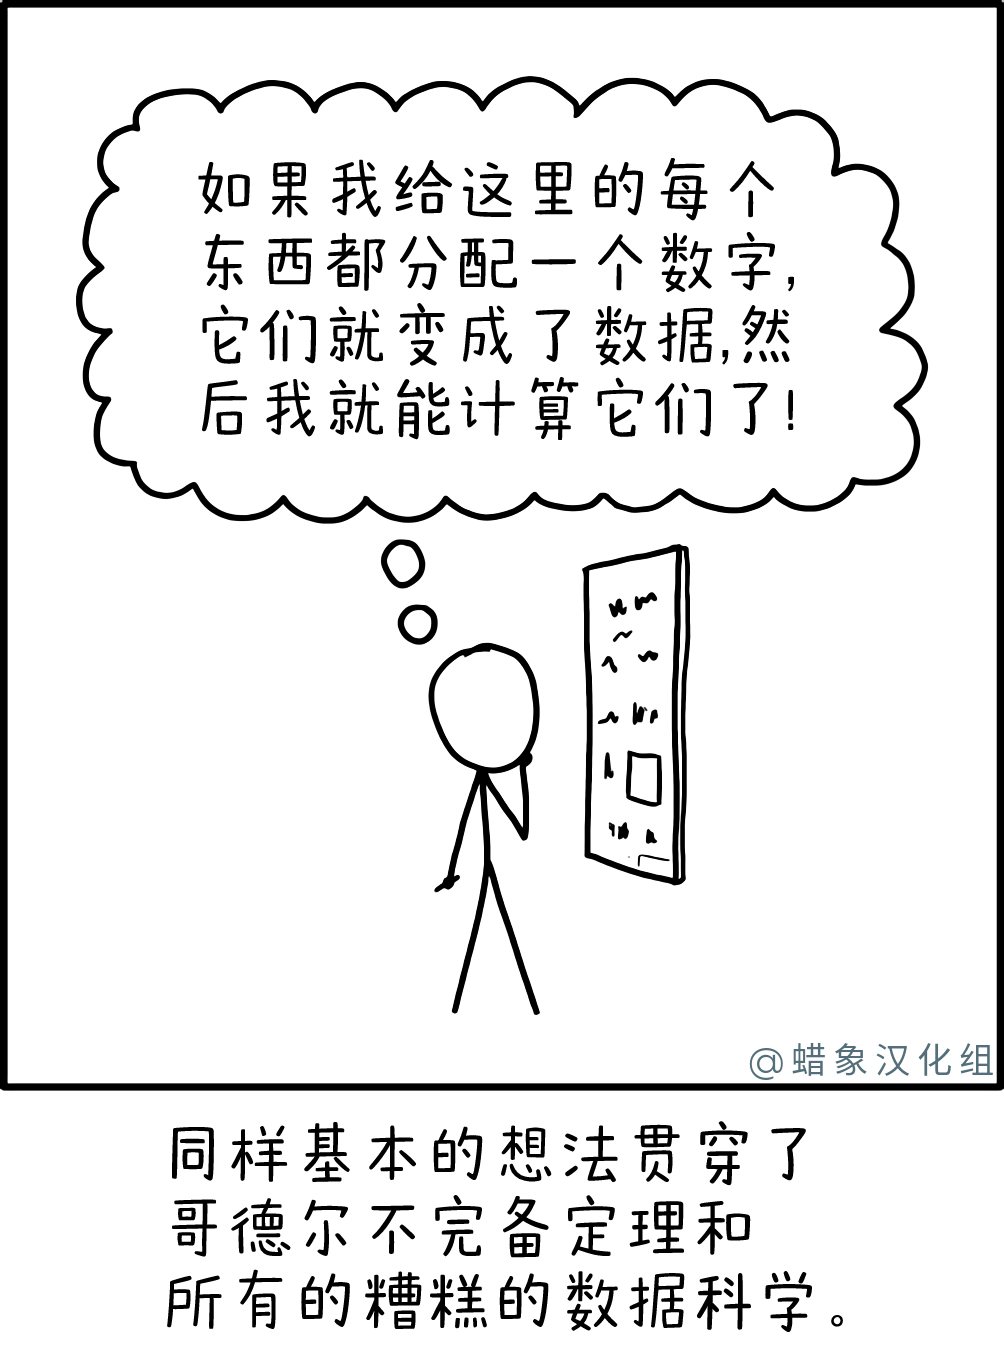 如果我给这里的每个
东西都分配一个数字，
它们就变成了数据，然
后我就能计算它们了！
@蜡象汉化组
同样基本的想法贯穿了
哥德尔不完备定理和
所有的糟糕的数据科学。